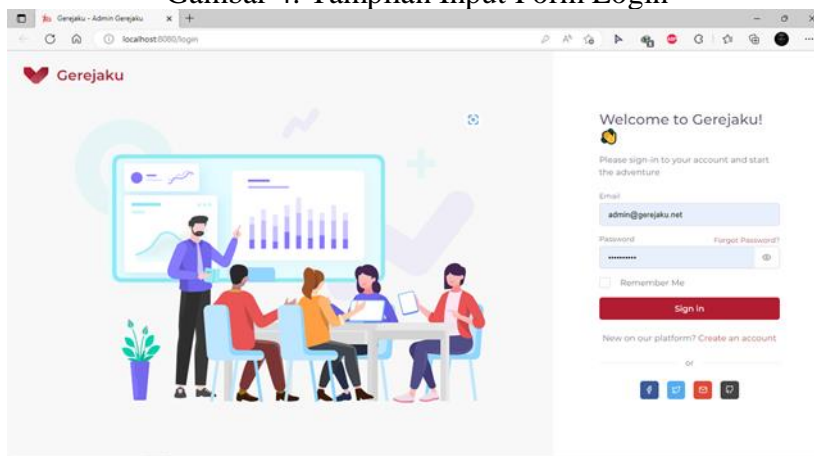 Gambar 4. Tampilan Input Form Login
Gerejaku - Admin Gerejaku
localhost:8080/login
Gerejaku
Welcome to Gerejaku!
Please sign-in to your account and start
the adventure
Email
admin@gerejaku.net
Password Forgot Password?
Remember Me
Sign in
New on our platform? Create an account
or